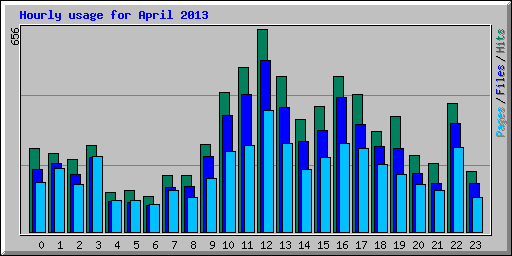 Hourly usage for April 2013
656
Pages/Files/Hits
0 1 2 3 4 5 6 7 8 9 10 11 12 13 14 15 16 17 18 19 20 21 22 23